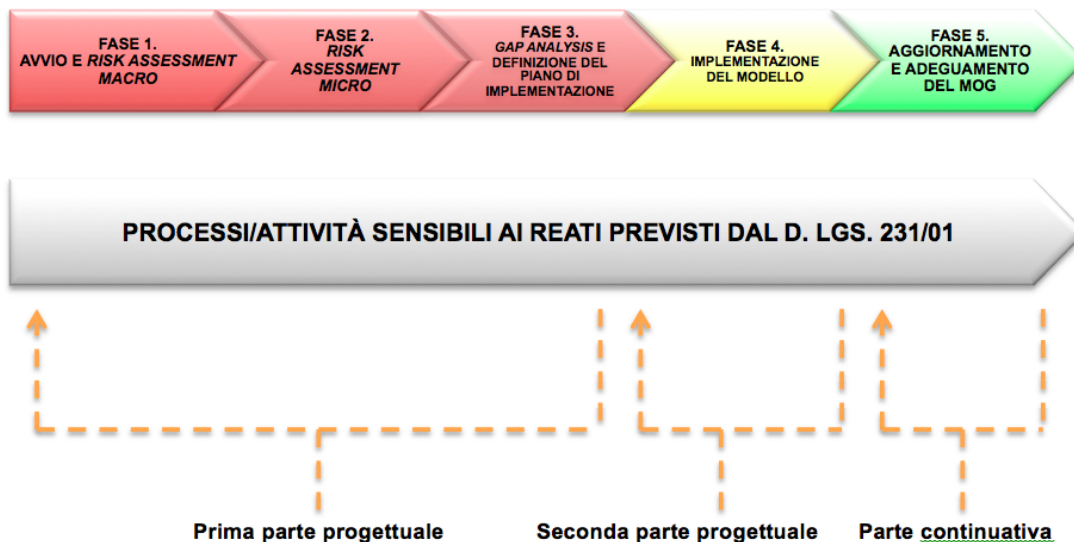 FASE 1.
AVVIO E RISK ASSESSMENT
MACRO
FASE 2.
RISK
ASSESSMENT
MICRO
FASE 3.
GAP ANALYSIS E
DEFINIZIONE DEL
PIANO DI
IMPLEMENTAZIONE
FASE 4.
IMPLEMENTAZIONE
DEL MODELLO
FASE 5.
AGGIORNAMENTO
E ADEGUAMENTO
DEL MOG
PROCESSI/ATTIVITÀ SENSIBILI AI REATI PREVISTI DAL D. LGS. 231/01
Prima parte progettuale
Seconda parte progettuale
Parte continuativa